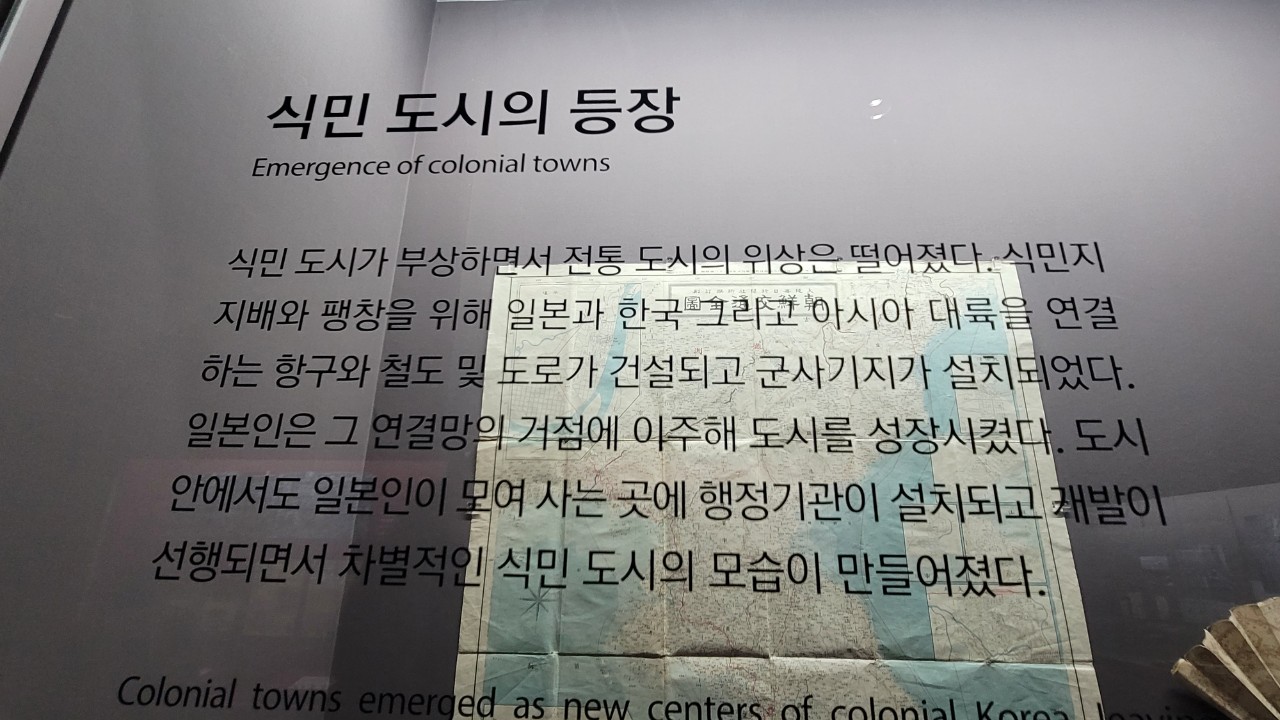 식민 도시의 등장
Emergence of colonial towns
식민 도시가 부상하면서 전통 도시의 위상은 떨어졌다. 식민지
지배와 팽창을 위해 일본과 한국 그리고 아시아 대륙을 연결
하는 항구와 철도 및 도로가 건설되고 군사기지가 설치되었다.
일본인은 그 연결망의 거점에 이주해 도시를 성장시켰다. 도시
안에서도 일본인이 모여 사는 곳에 행정기관이 설치되고 개발이
선행되면서 차별적인 식민 도시의 모습이 만들어졌다.
圖全通交鮮朝
Colonial towns emerged as new centers of colonial Korea